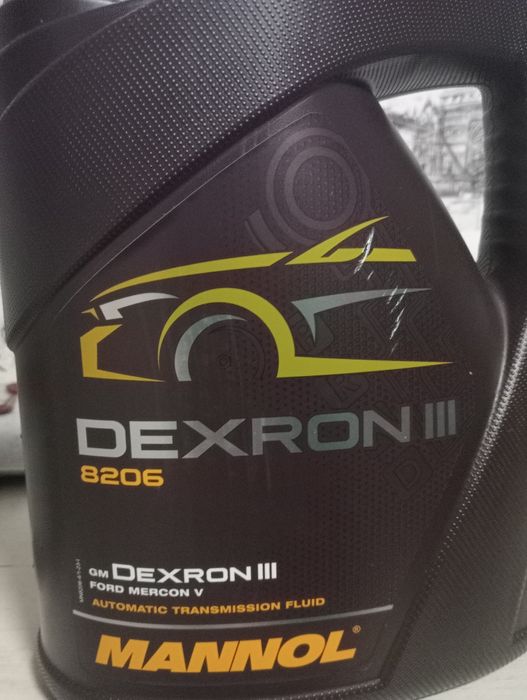 DEXRON III
8206
GM DEXRON III
FORD MERCON V
AUTOMATIC TRANSMISSION FLUID
MANNOL®